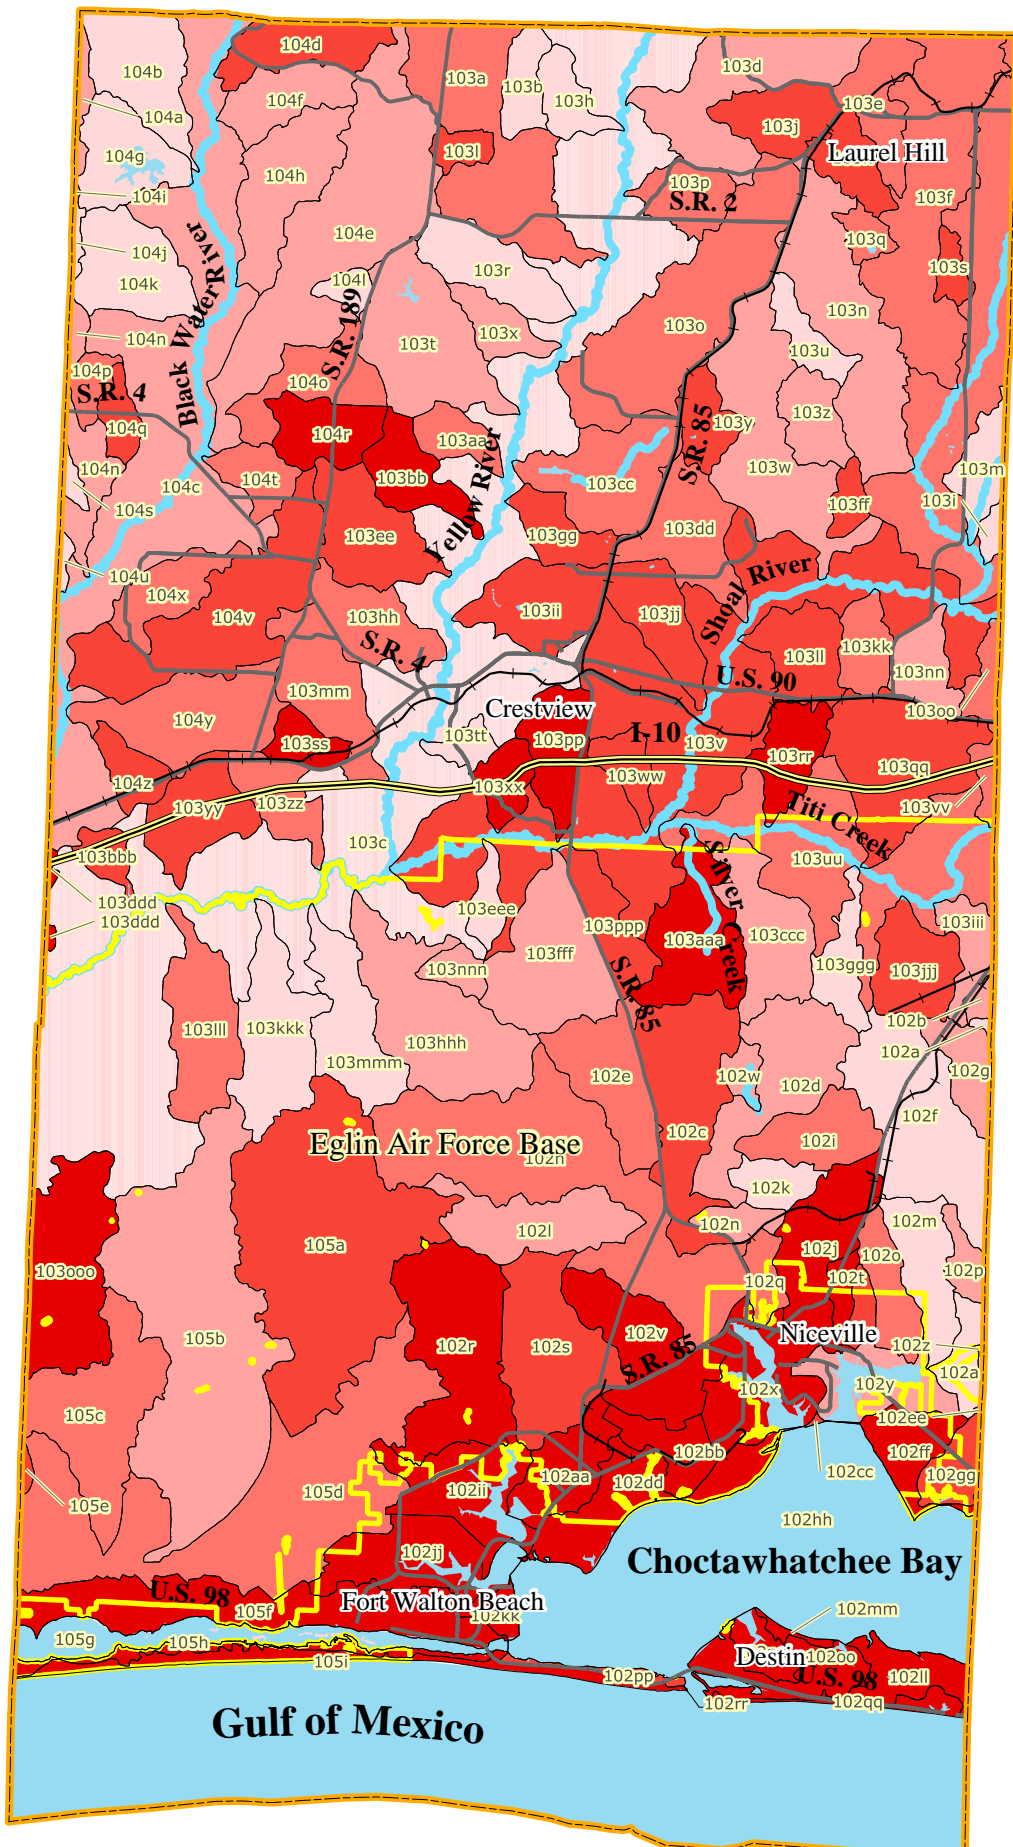 104d
104b
103d
103a
103b
103h
104f
103e
104a
103j
103l
Laurel Hill
104g
104h
103p
104i
103f
S.R. 2
104e
103q
104j
103r
103s
104l
104k
Black Water River
103n
S.R. 189
103o
104n
103x
103t
103u
104p
104o
S.R. 4
103z
104q
103y
104r
103aa
S.R. 85
104n
103w
103m
104t
103bb
103cc
104c
Yellow River
103i
103ff
104s
103dd
103gg
103ee
104u
Shoal River
104x
103ii
103jj
104v
103hh
S.R. 4
103kk
103ll
103nn
U.S. 90
103mm
Crestview
103oo
104y
103tt
I-10
103ss
103pp
103v
103rr
103qq
103ww
104z
103xx
103zz
103yy
Titi Creek
103vv
103c
103bbb
103uu
Silver Creek
103ddd
103eee
103ddd
103iii
103ppp
103ccc
103aaa
103fff
103ggg
103nnn
103jjj
S.R. 85
102b
103lll
103kkk
103hhh
102a
103mmm
102g
102e
102w
102d
102f
102c
102i
Eglin Air Force Base
102h
102k
102n
102m
102l
105a
102j
102o
103ooo
102p
102t
102q
105b
102v
Niceville
102r
102s
102z
S.R. 85
102a
102y
102x
105c
102ee
102bb
102ff
102cc
102aa
102gg
102dd
102ii
105d
105e
102hh
102jj
Choctawhatchee Bay
U.S. 98
Fort Walton Beach
102mm
105f
102kk
105g
105h
Destin
102oo
105i
102pp
U.S. 98
102ll
102rr
102qq
Gulf of Mexico